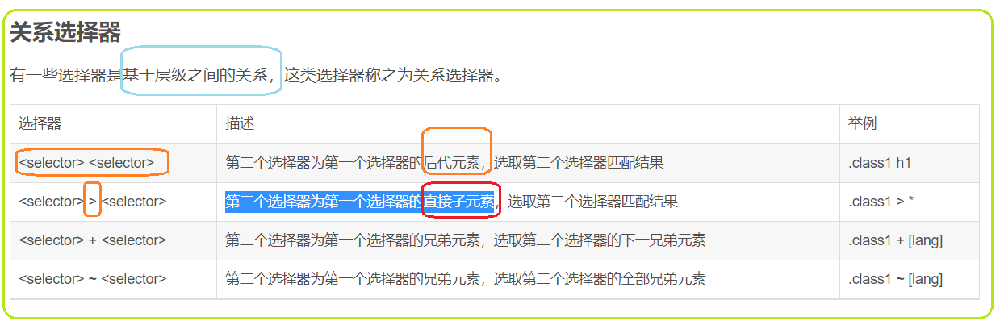 关系选择器
有一些选择器是基于层级之间的关系，这类选择器称之为关系选择器。
选择器 描述 举例
<selector> <selector> 第二个选择器为第一个选择器的后代元素，选取第二个选择器匹配结果 .class1 h1
<selector> > <selector> 第二个选择器为第一个选择器的直接子元素，选取第二个选择器匹配结果 .class1 > *
<selector> + <selector> 第二个选择器为第一个选择器的兄弟元素，选取第二个选择器的下一兄弟元素 .class1 + [lang]
<selector> ~ <selector> 第二个选择器为第一个选择器的兄弟元素，选取第二个选择器的全部兄弟元素 .class1 ~ [lang]